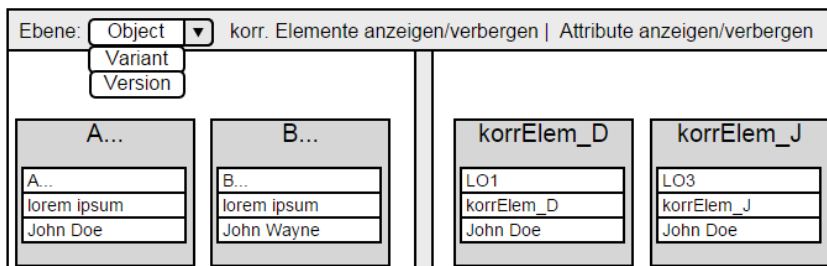 Ebene: Object ▼ korr. Elemente anzeigen/verbergen | Attribute anzeigen/verbergen
Variant
Version
A...
A...
lorem ipsum
John Doe
B...
B...
lorem ipsum
John Wayne
korrElem_D
LO1
korrElem_D
John Doe
korrElem_J
LO3
korrElem_J
John Doe